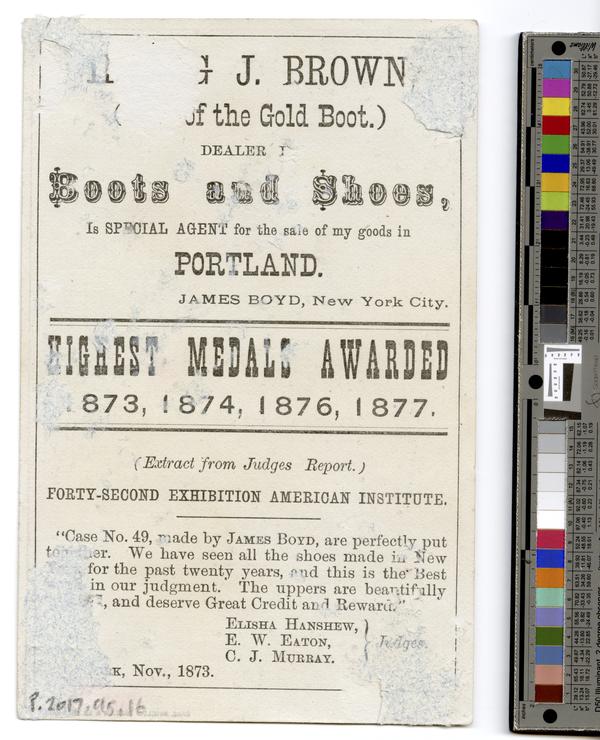 G J. BROWN
of the Gold Boot.)
DEALER
Boots and Shoes,
Is SPECIAL AGENT for the sale of my goods in
PORTLAND.
JAMES BOYD, New York City.
HIGHEST MEDALS AWARDED
1873, 1874, 1876, 1877.
(Extract from Judges Report.)
FORTY-SECOND EXHIBITION AMERICAN INSTITUTE.
"Case No. 49, made by JAMES BOYD, are perfectly put
together. We have seen all the shoes made in New
for the past twenty years, and this is the Best
in our judgment. The uppers are beautifully
, and deserve Great Credit and Reward."
ELISHA HANSHEW,
E. W. EATON, } Judges.
C. J. MURRAY.
K, Nov., 1873.
P.2017.95.16